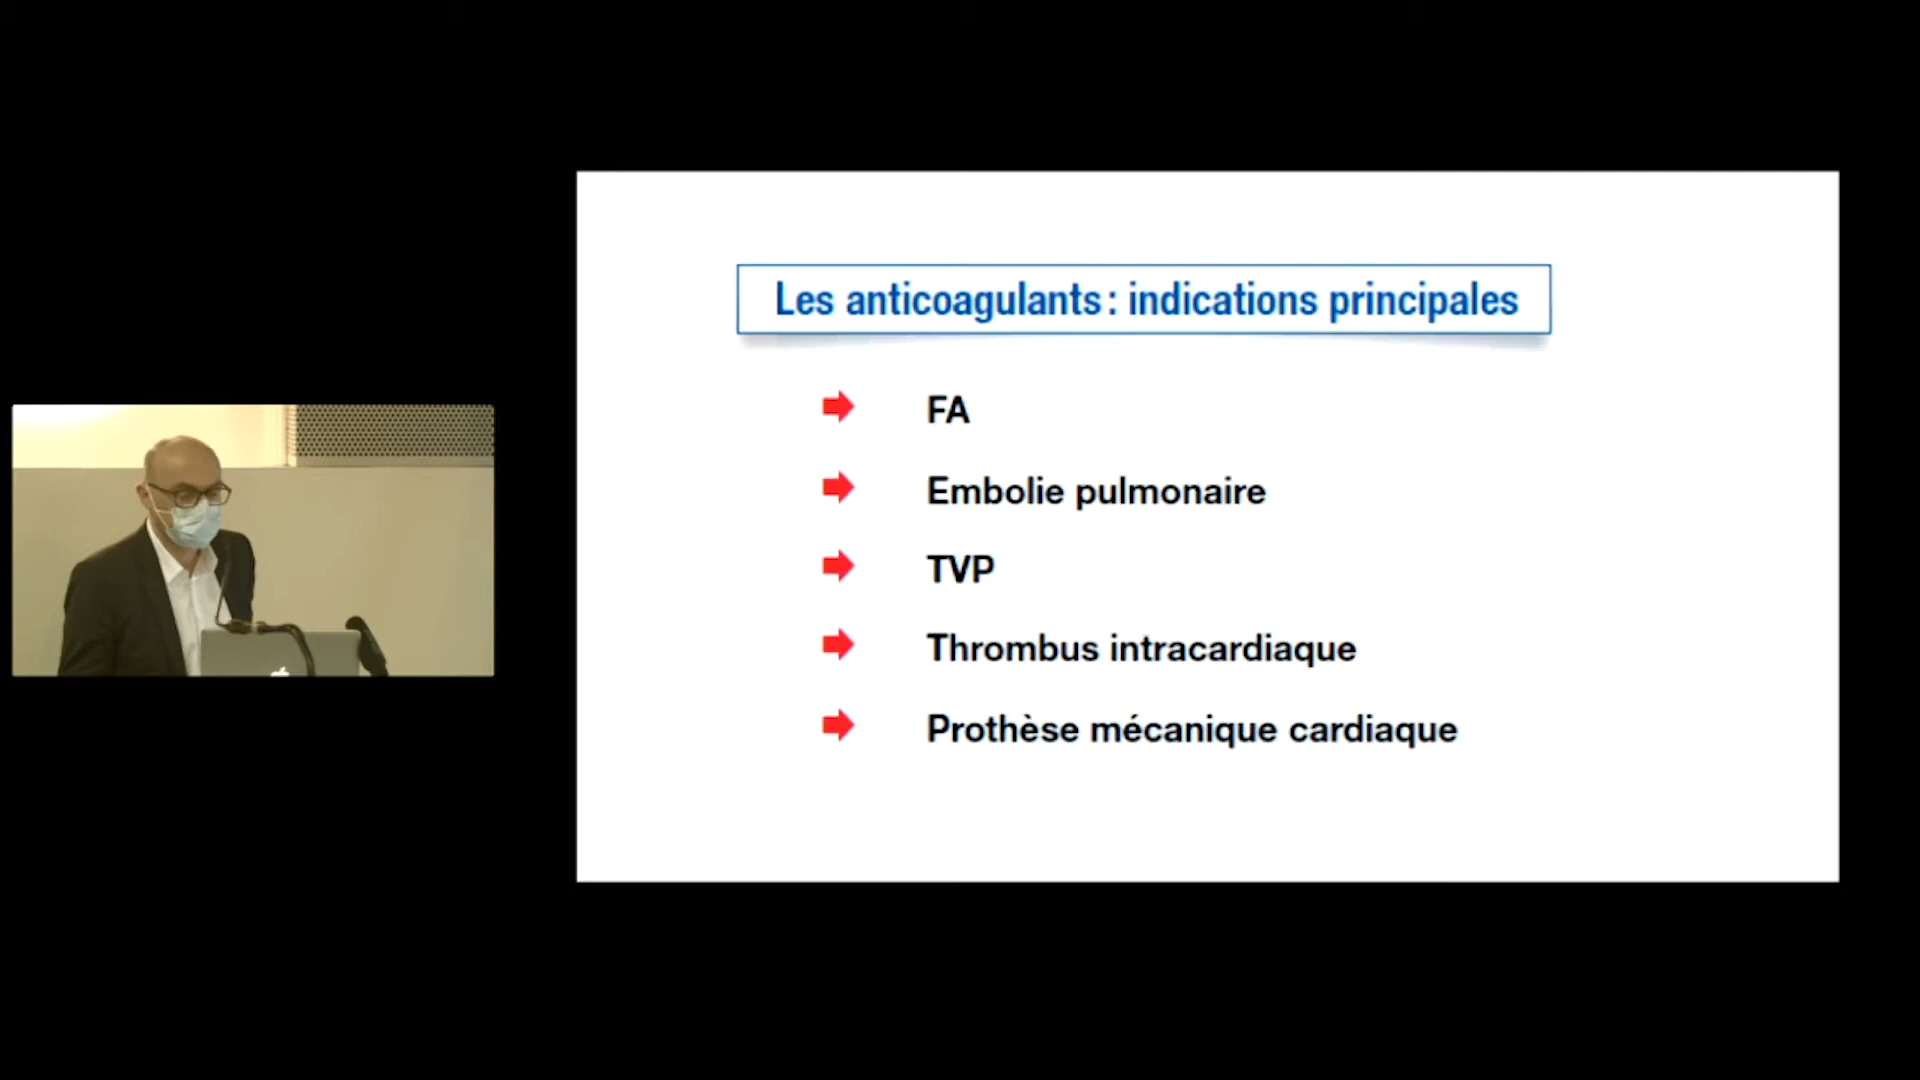 Les anticoagulants : indications principales
FA
Embolie pulmonaire
TVP
Thrombus intracardiaque
Prothèse mécanique cardiaque